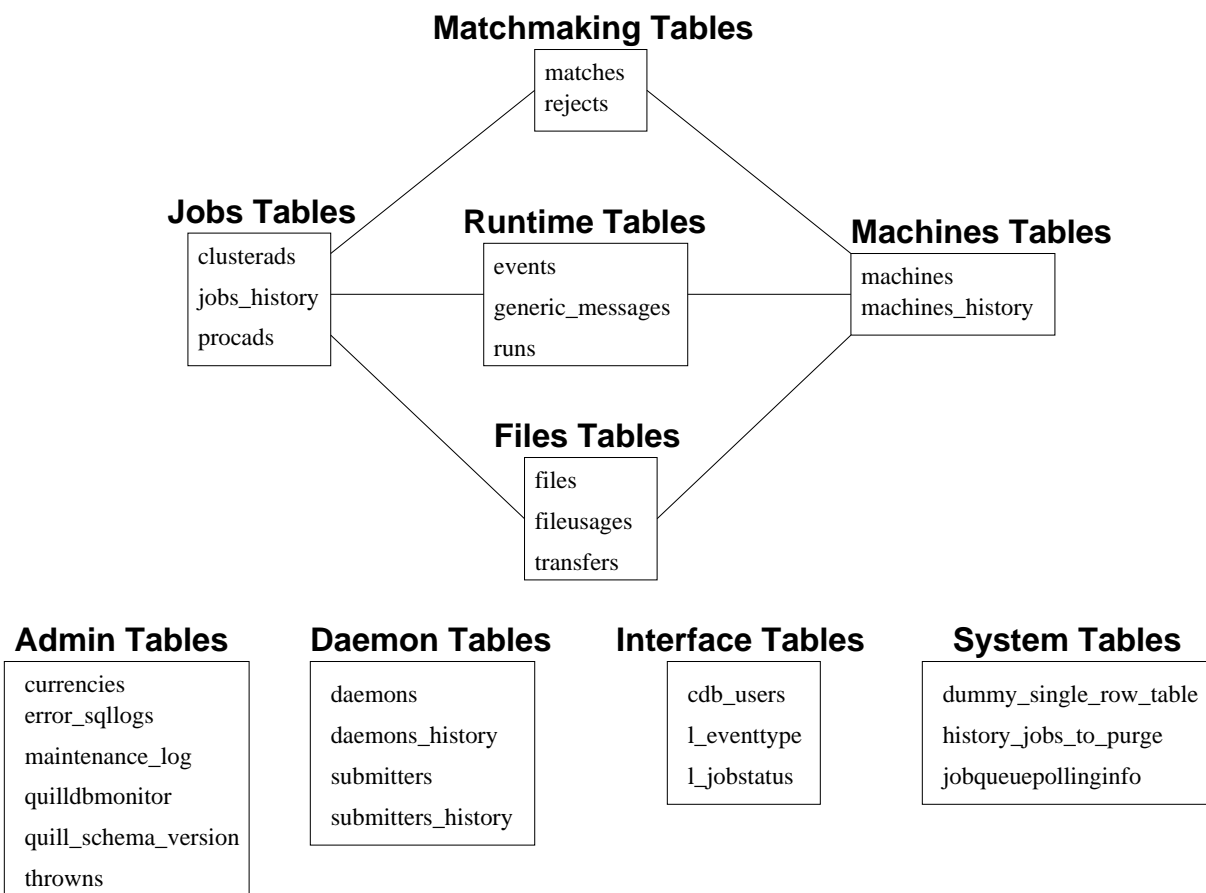 Matchmaking Tables
matches
rejects
Jobs Tables
clusterads
jobs_history
procads
Runtime Tables
events
generic_messages
runs
Machines Tables
machines
machines_history
Files Tables
files
fileusages
transfers
Admin Tables
currencies
error_sqllogs
maintenance_log
quilldbmonitor
quill_schema_version
throwns
Daemon Tables
daemons
daemons_history
submitters
submitters_history
Interface Tables
cdb_users
l_eventtype
l_jobstatus
System Tables
dummy_single_row_table
history_jobs_to_purge
jobqueuepollinginfo